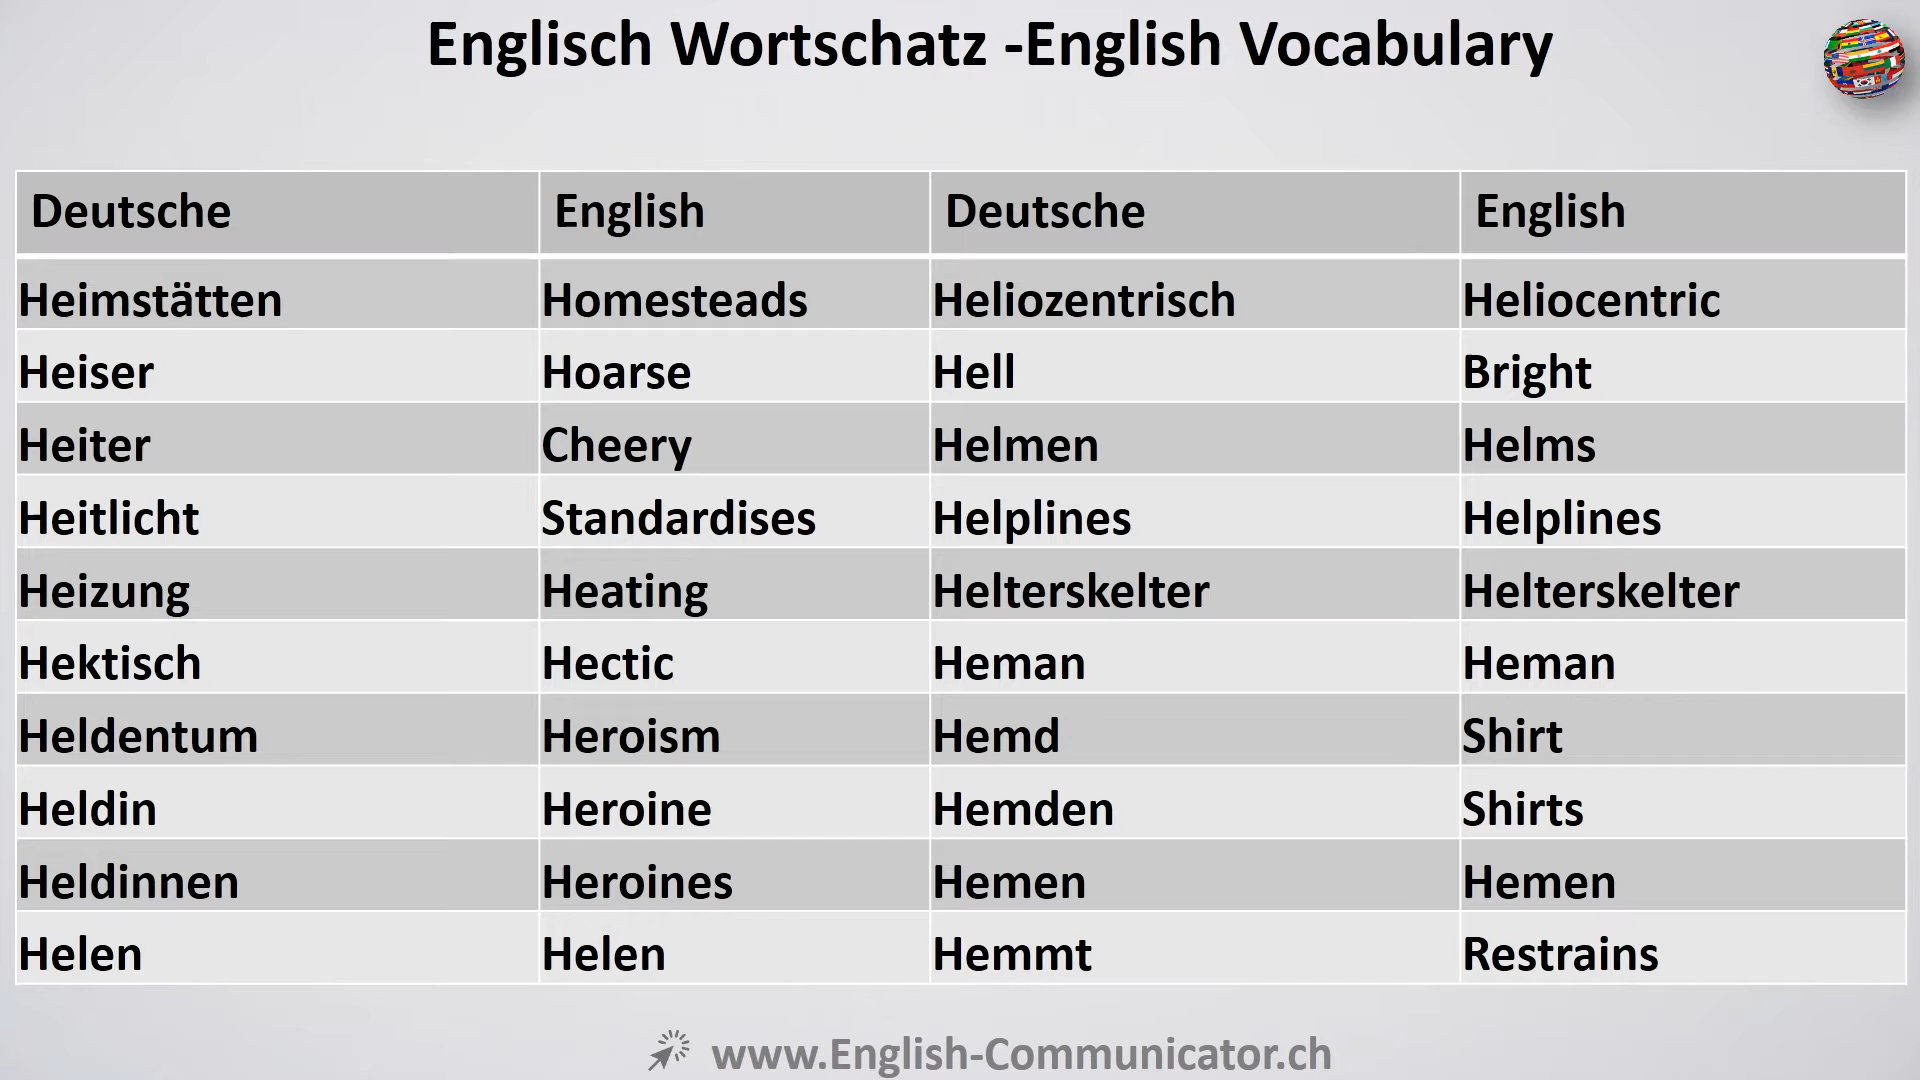 Englisch Wortschatz -English Vocabulary
Deutsche English Deutsche English
Heimstätten Homesteads Heliozentrisch Heliocentric
Heiser Hoarse Hell Bright
Heiter Cheery Helmen Helms
Heitlicht Standardises Helplines Helplines
Heizung Heating Helterskelter Helterskelter
Hektisch Hectic Heman Heman
Heldentum Heroism Hemd Shirt
Heldin Heroine Hemden Shirts
Heldinnen Heroines Hemen Hemen
Helen Helen Hemmt Restrains
www.English-Communicator.ch